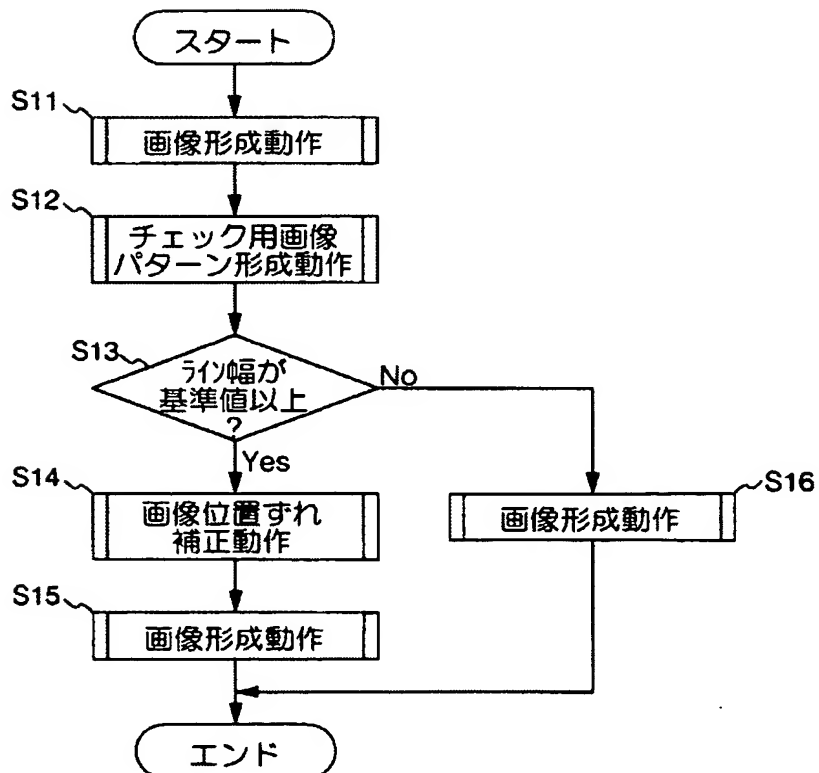 スタート
S11
画像形成動作
S12
チェック用画像
パターン形成動作
S13
ライン幅が
基準値以上
?
No
Yes
S14
画像位置ずれ
補正動作
S16
画像形成動作
S15
画像形成動作
エンド